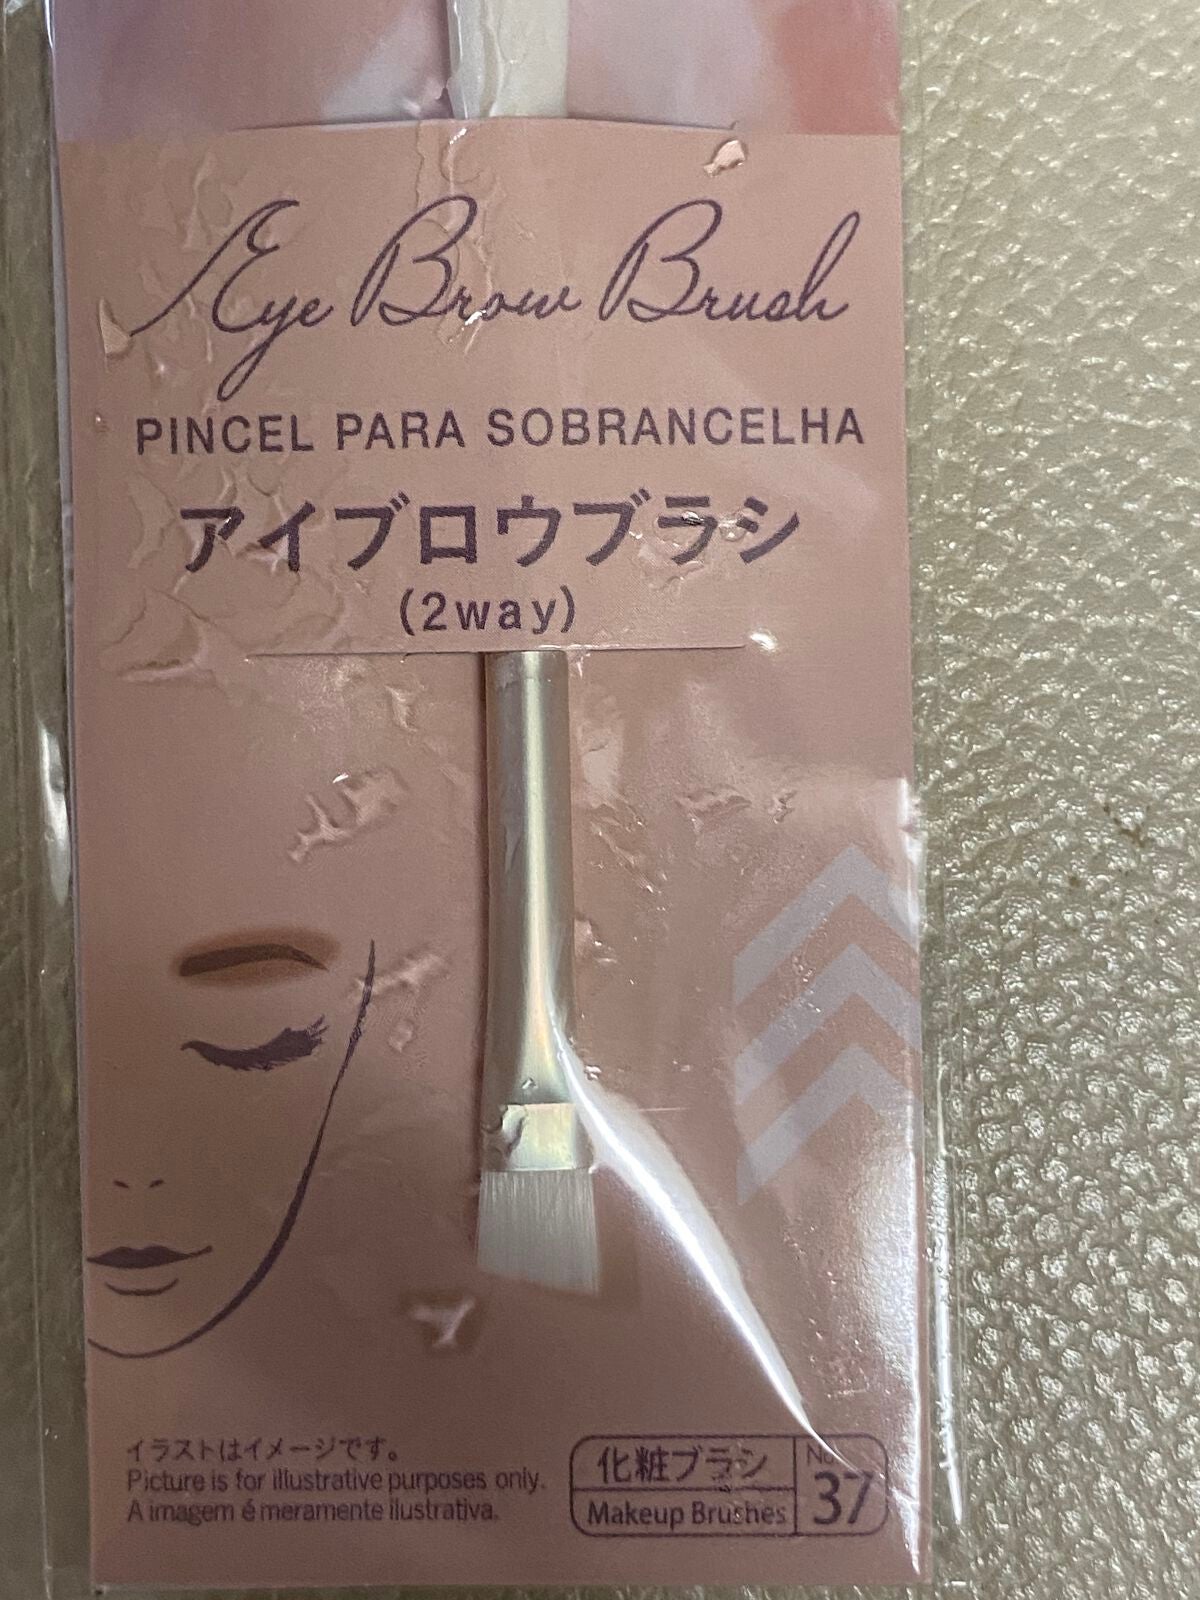 Eye Brow Brush
PINCEL PARA SOBRANCELHA
アイブロウブラシ
(2way)
イラストはイメージです。
Picture is for illustrative purposes only.
A imagem é meramente ilustrativa.
化粧ブラシ
Makeup Brushes
No.
37